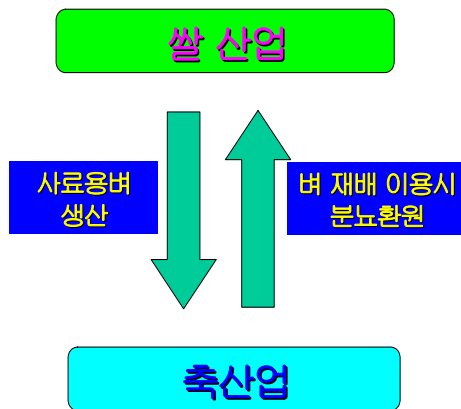 쌀 산업
사료용벼
생산
벼 재배 이용시
분뇨환원
축산업